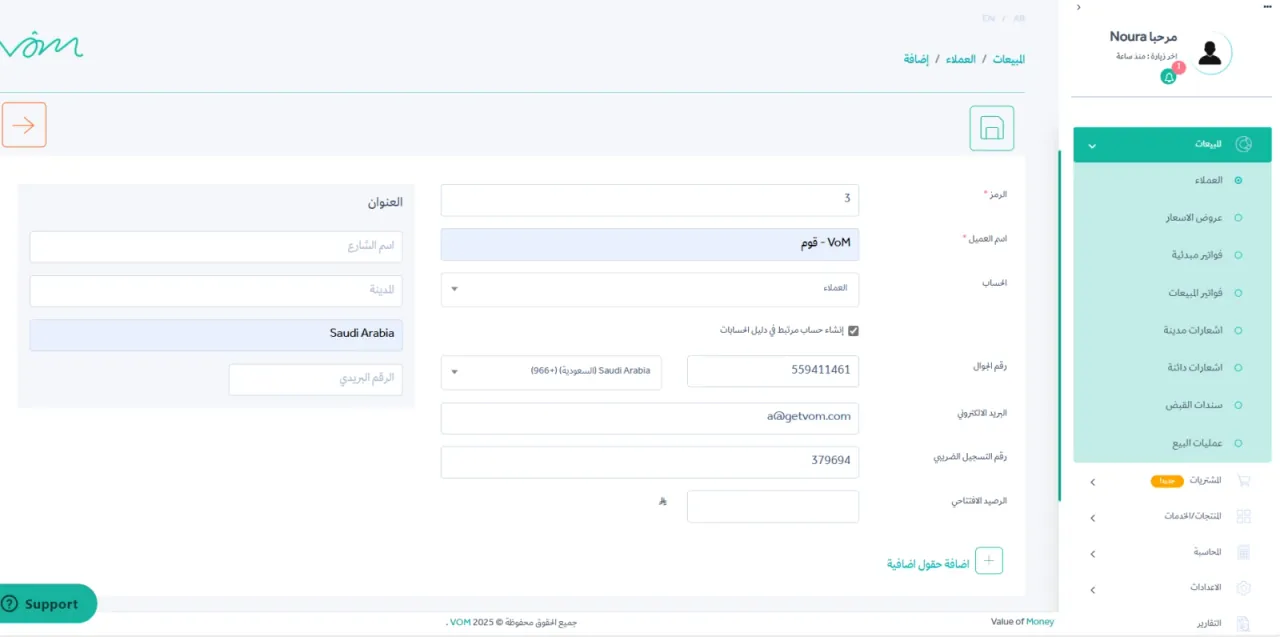 EN / AR
vom
المبيعات / العملاء / إضافة
مرحبا Noura
اخر زيارة : منذ ساعة
1
المبيعات
العملاء
عروض الاسعار
فواتير مبدئية
فواتير المبيعات
اشعارات مدينة
اشعارات دائنة
سندات القبض
عمليات البيع
المشتريات جديد!
المنتجات/الخدمات
المحاسبة
الاعدادات
التقارير
الرمز *
3
اسم العميل *
VoM - ڤوم
الحساب
العملاء
إنشاء حساب مرتبط في دليل الحسابات
رقم الجوال
559411461
Saudi Arabia (السعودية) (+966)
البريد الالكتروني
a@getvom.com
رقم التسجيل الضريبي
379694
الرصيد الافتتاحي
اضافة حقول اضافية
العنوان
اسم الشارع
المدينة
Saudi Arabia
الرقم البريدي
Support
جميع الحقوق محفوظة © 2025 VOM .
Value of Money